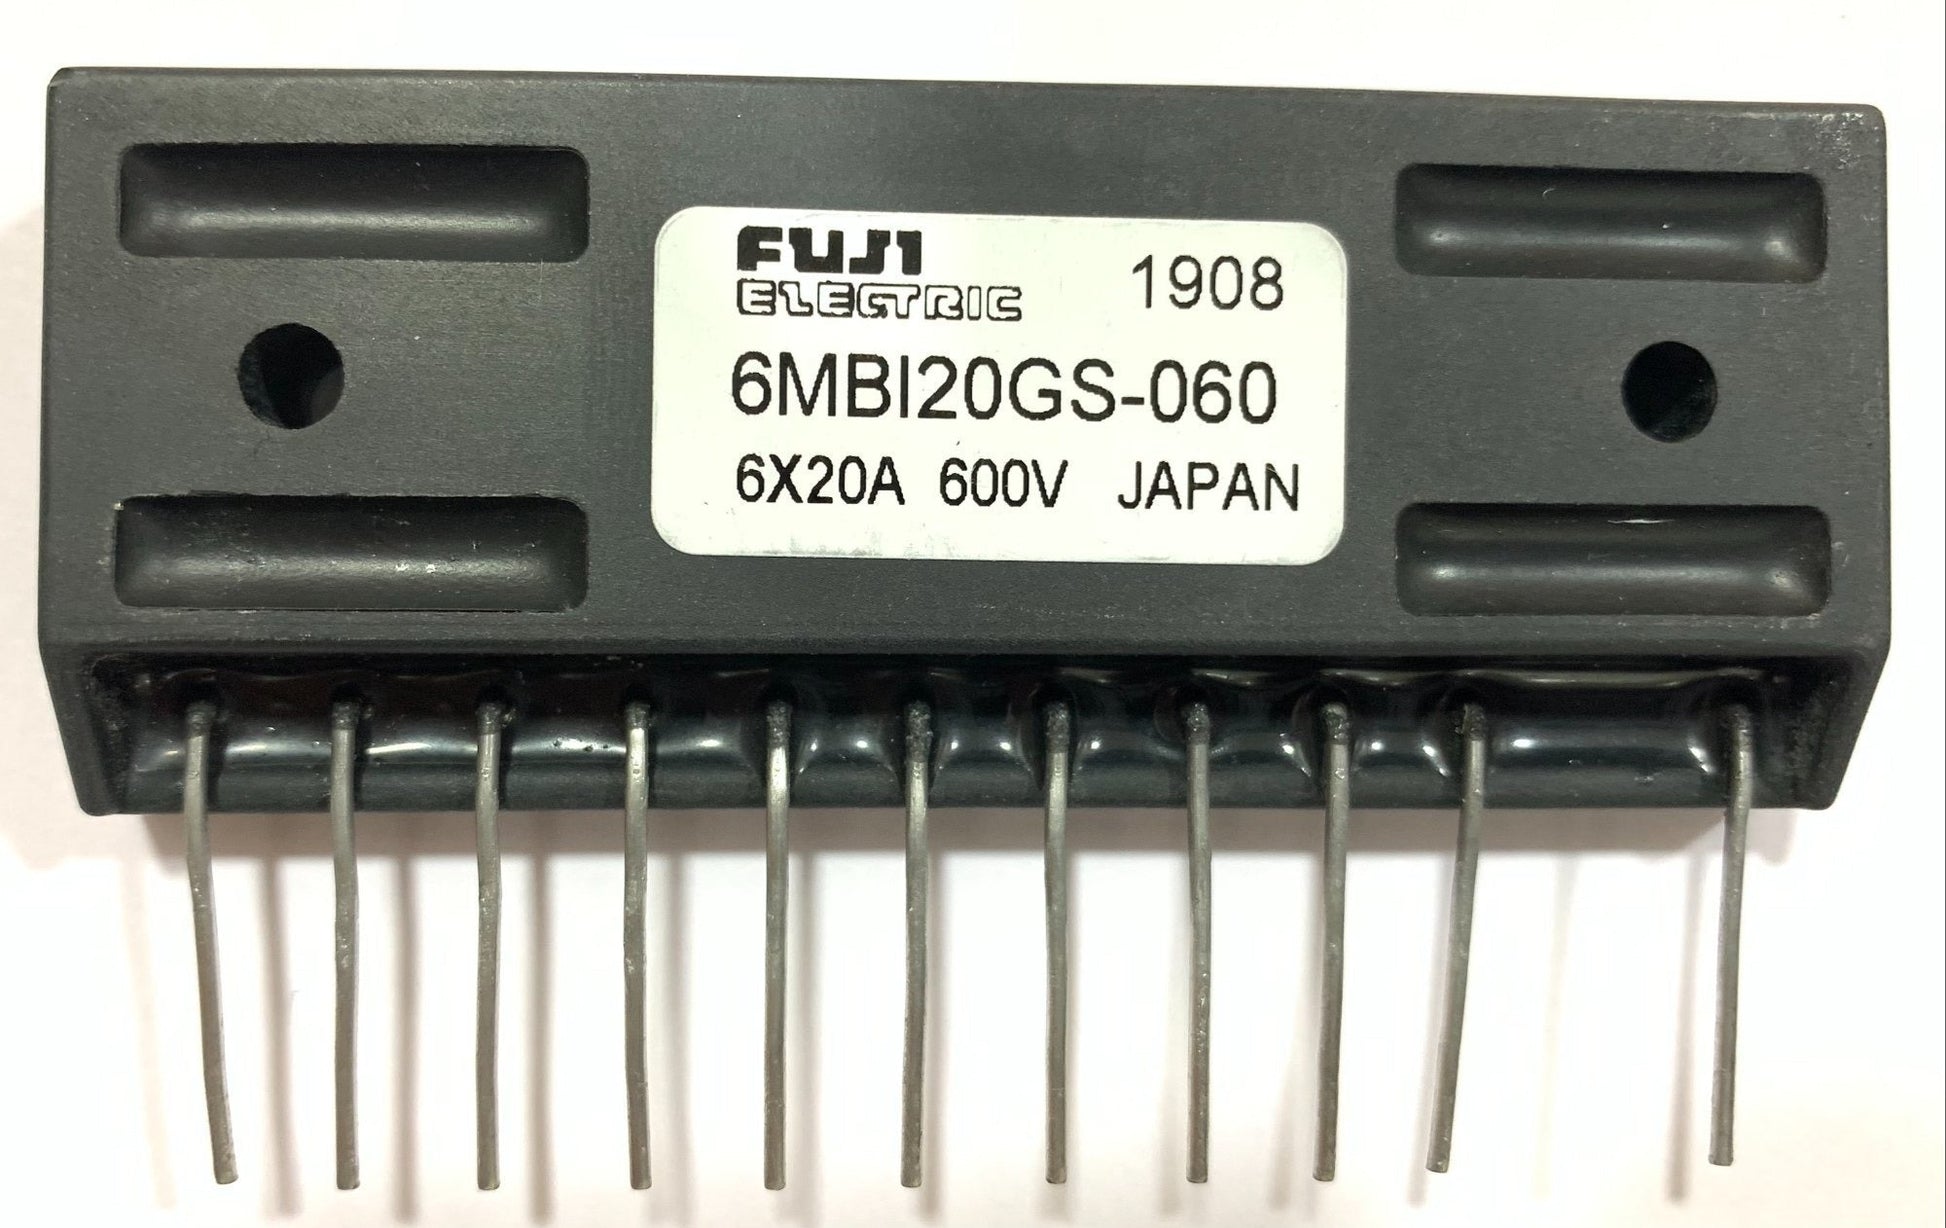 FUJI
ELECTRIC 1908
6MBI20GS-060
6X20A 600V JAPAN